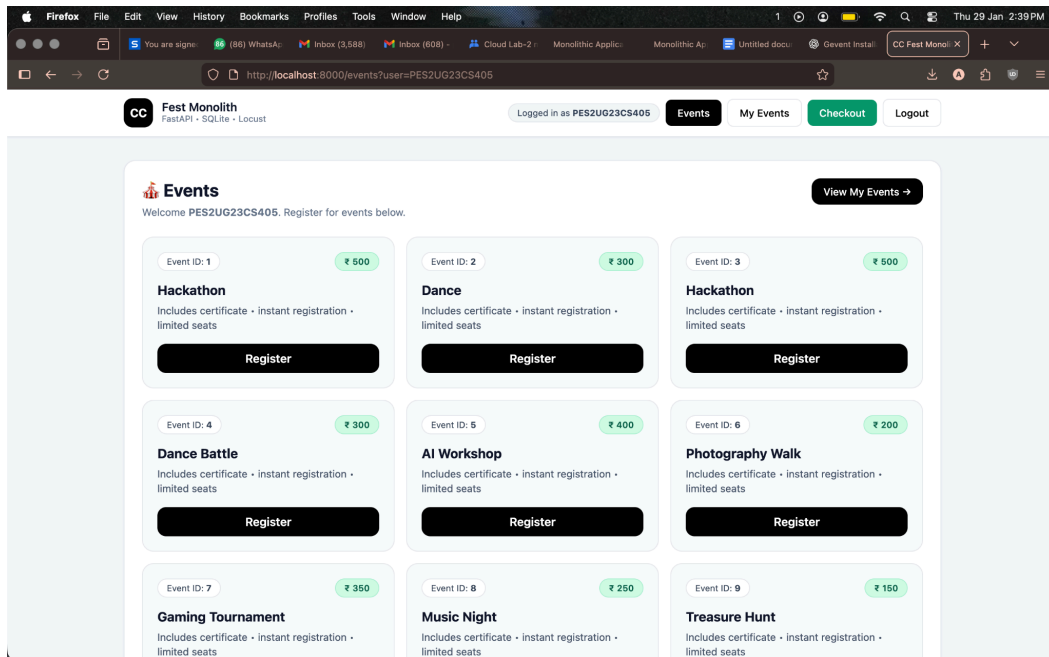 Firefox File Edit View History Bookmarks Profiles Tools Window Help 1 Thu 29 Jan 2:39 PM
S You are signe 86 (86) WhatsAp Inbox (3,588) Inbox (608) - Cloud Lab-2 Monolithic Applica Monolithic Ap Untitled docu Gevent Install CC Fest Monoli
http://localhost:8000/events?user=PES2UG23CS405
CC Fest Monolith
FastAPI • SQLite • Locust
Logged in as PES2UG23CS405 Events My Events Checkout Logout
Events
View My Events →
Welcome PES2UG23CS405. Register for events below.
Event ID: 1 ₹ 500
Hackathon
Includes certificate • instant registration •
limited seats
Register
Event ID: 2 ₹ 300
Dance
Includes certificate • instant registration •
limited seats
Register
Event ID: 3 ₹ 500
Hackathon
Includes certificate • instant registration •
limited seats
Register
Event ID: 4 ₹ 300
Dance Battle
Includes certificate • instant registration •
limited seats
Register
Event ID: 5 ₹ 400
AI Workshop
Includes certificate • instant registration •
limited seats
Register
Event ID: 6 ₹ 200
Photography Walk
Includes certificate • instant registration •
limited seats
Register
Event ID: 7 ₹ 350
Gaming Tournament
Includes certificate • instant registration •
limited seats
Event ID: 8 ₹ 250
Music Night
Includes certificate • instant registration •
limited seats
Event ID: 9 ₹ 150
Treasure Hunt
Includes certificate • instant registration •
limited seats